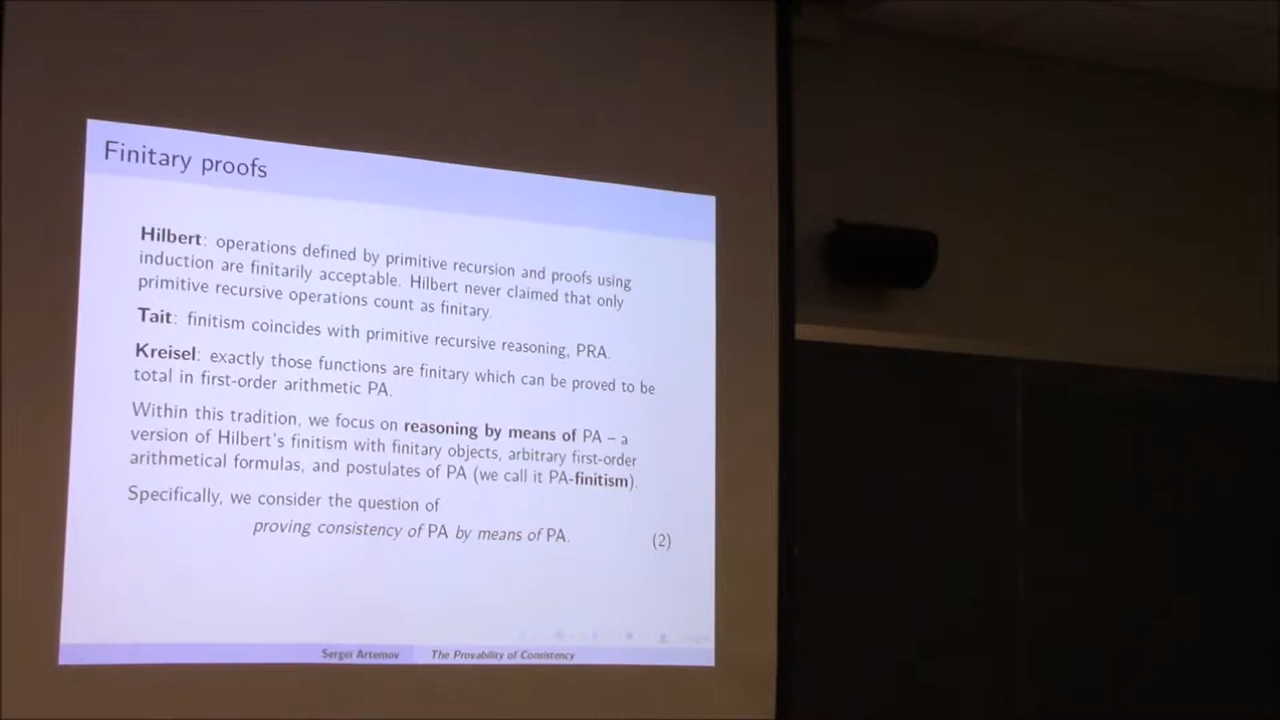 Finitary proofs
Hilbert: operations defined by primitive recursion and proofs using
induction are finitarily acceptable. Hilbert never claimed that only
primitive recursive operations count as finitary.
Tait: finitism coincides with primitive recursive reasoning, PRA.
Kreisel: exactly those functions are finitary which can be proved to be
total in first-order arithmetic PA.
Within this tradition, we focus on reasoning by means of PA – a
version of Hilbert's finitism with finitary objects, arbitrary first-order
arithmetical formulas, and postulates of PA (we call it PA-finitism).
Specifically, we consider the question of
proving consistency of PA by means of PA. (2)
Sergei Artemov The Provability of Consistency